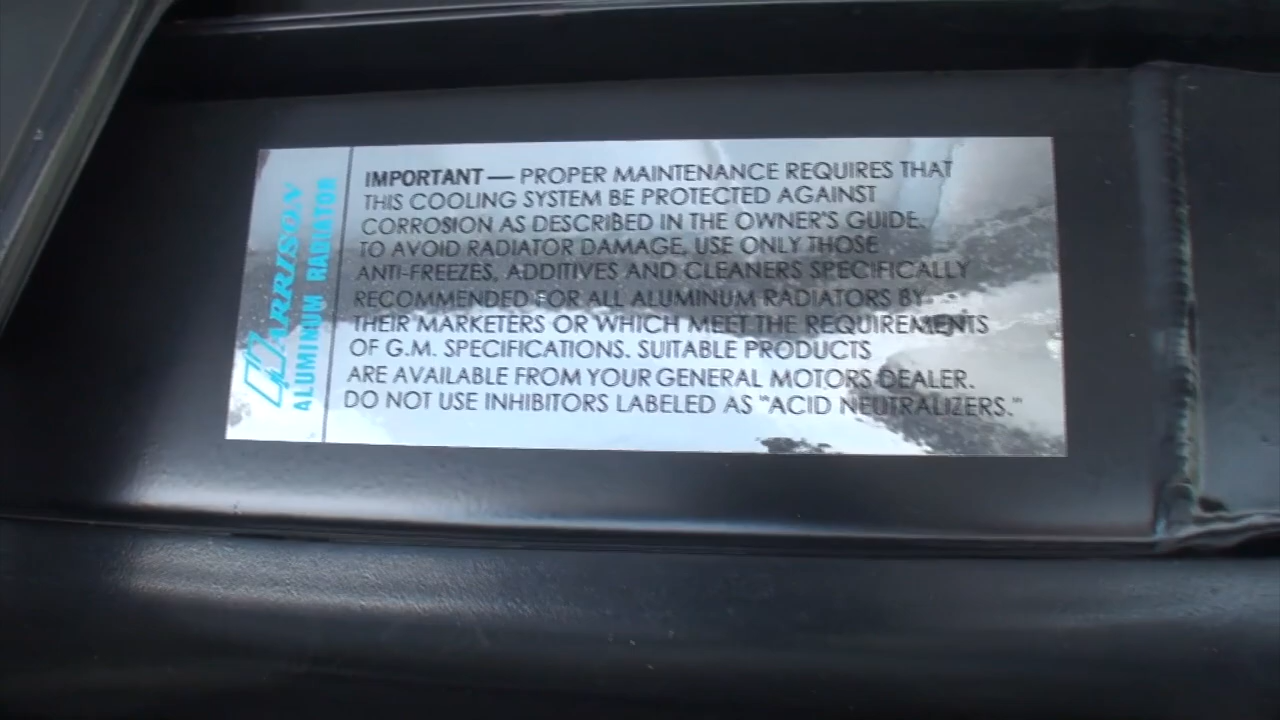 HARRISON
ALUMINUM RADIATOR
IMPORTANT — PROPER MAINTENANCE REQUIRES THAT
THIS COOLING SYSTEM BE PROTECTED AGAINST
CORROSION AS DESCRIBED IN THE OWNER'S GUIDE.
TO AVOID RADIATOR DAMAGE, USE ONLY THOSE
ANTI-FREEZES, ADDITIVES AND CLEANERS SPECIFICALLY
RECOMMENDED FOR ALL ALUMINUM RADIATORS BY
THEIR MARKETERS OR WHICH MEET THE REQUIREMENTS
OF G.M. SPECIFICATIONS. SUITABLE PRODUCTS
ARE AVAILABLE FROM YOUR GENERAL MOTORS DEALER.
DO NOT USE INHIBITORS LABELED AS "ACID NEUTRALIZERS."